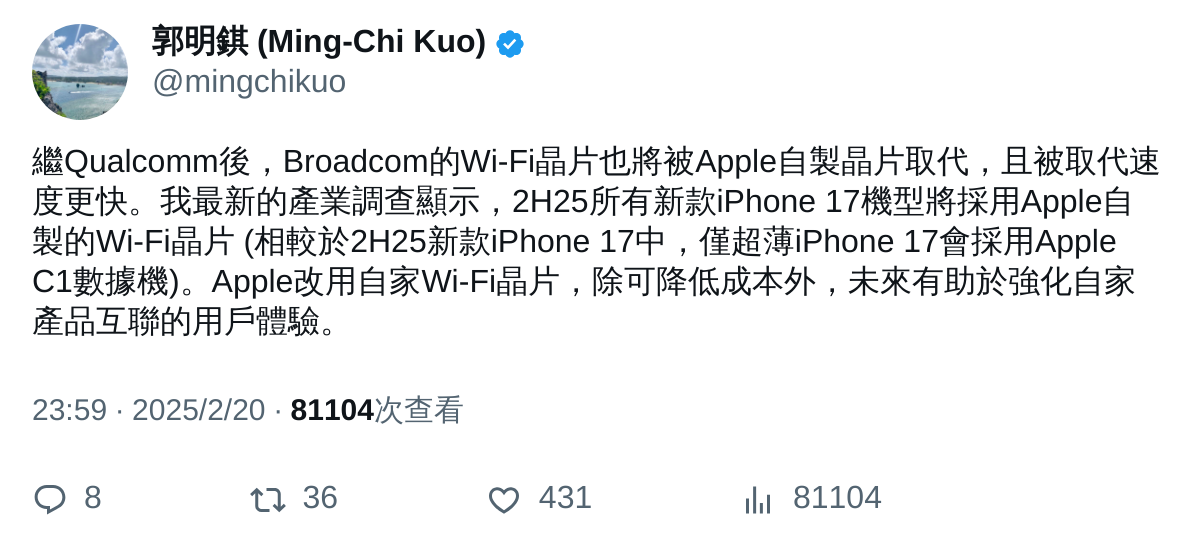 郭明錤 (Ming-Chi Kuo)
@mingchikuo
繼Qualcomm後，Broadcom的Wi-Fi晶片也將被Apple自製晶片取代，且被取代速
度更快。我最新的產業調查顯示，2H25所有新款iPhone 17機型將採用Apple自
製的Wi-Fi晶片 (相較於2H25新款iPhone 17中，僅超薄iPhone 17會採用Apple
C1數據機)。Apple改用自家Wi-Fi晶片，除可降低成本外，未來有助於強化自家
產品互聯的用戶體驗。
23:59 · 2025/2/20 · 81104次查看
8 36 431 81104